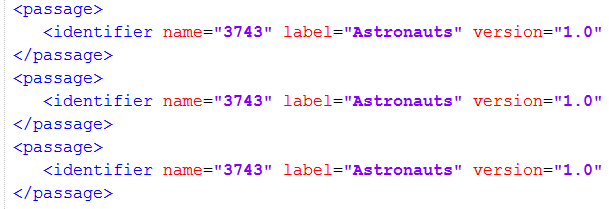 <passage>
<identifier name="3743" label="Astronauts" version="1.0"
</passage>
<passage>
<identifier name="3743" label="Astronauts" version="1.0"
</passage>
<passage>
<identifier name="3743" label="Astronauts" version="1.0"
</passage>